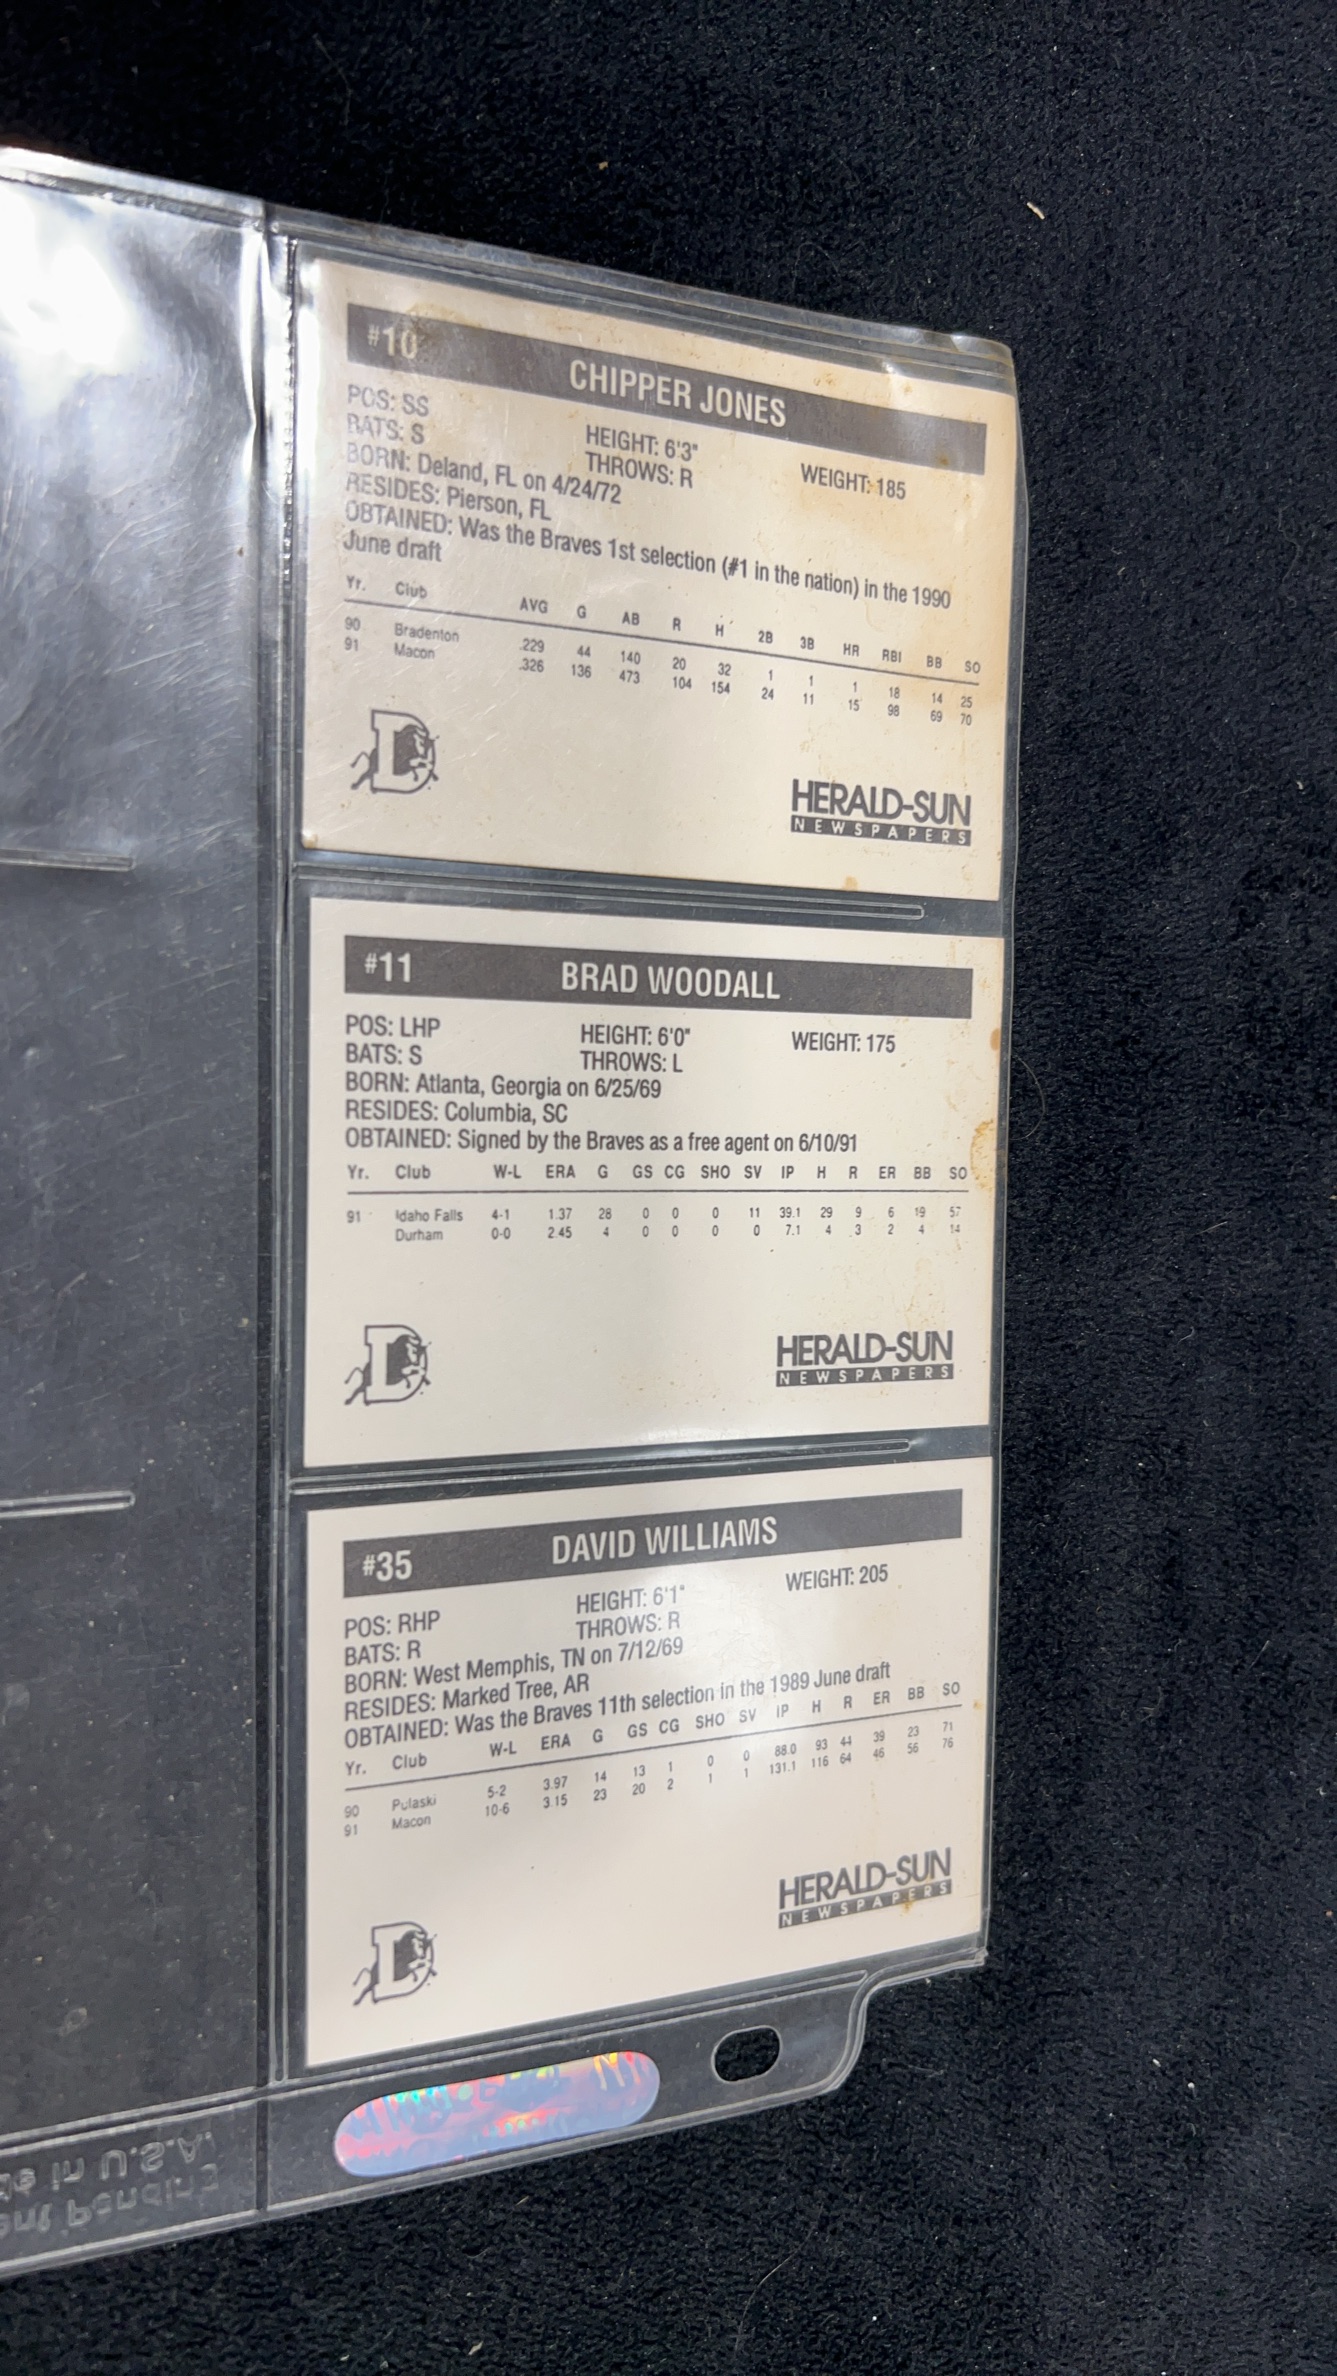 #10 CHIPPER JONES
POS: SS HEIGHT: 6'3" WEIGHT: 185
BATS: S THROWS: R
BORN: Deland, FL on 4/24/72
RESIDES: Pierson, FL
OBTAINED: Was the Braves 1st selection (#1 in the nation) in the 1990
June draft
Yr. Club AVG G AB R H 2B 3B HR RBI BB SO
90 Bradenton .229 44 140 20 32 1 1 1 18 14 25
91 Macon .326 136 473 104 154 24 11 15 98 69 70
D
HERALD-SUN
NEWSPAPERS
#11 BRAD WOODALL
POS: LHP HEIGHT: 6'0" WEIGHT: 175
BATS: S THROWS: L
BORN: Atlanta, Georgia on 6/25/69
RESIDES: Columbia, SC
OBTAINED: Signed by the Braves as a free agent on 6/10/91
Yr. Club W-L ERA G GS CG SHO SV IP H R ER BB SO
91 Idaho Falls 4-1 1.37 28 0 0 0 11 39.1 29 9 6 19 57
Durham 0-0 2.45 4 0 0 0 0 7.1 4 3 2 4 14
D
HERALD-SUN
NEWSPAPERS
#35 DAVID WILLIAMS
POS: RHP HEIGHT: 6'1" WEIGHT: 205
BATS: R THROWS: R
BORN: West Memphis, TN on 7/12/69
RESIDES: Marked Tree, AR
OBTAINED: Was the Braves 11th selection in the 1989 June draft
Yr. Club W-L ERA G GS CG SHO SV IP H R ER BB SO
90 Pulaski 5-2 3.97 14 13 1 0 0 88.0 93 44 39 23 71
91 Macon 10-6 3.15 23 20 2 1 1 131.1 116 64 46 56 76
D
HERALD-SUN
NEWSPAPERS
in U.S.A.
Pending